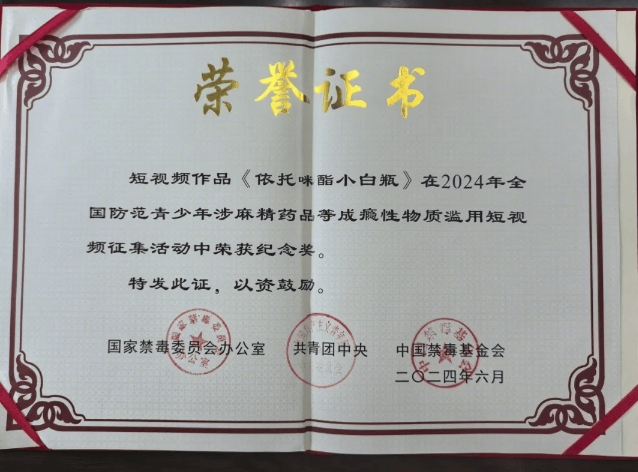 荣誉证书
短视频作品《依托咪酯小白瓶》在2024年全
国防范青少年涉麻精药品等成瘾性物质滥用短视
频征集活动中荣获纪念奖。
特发此证，以资鼓励。
国家禁毒委员会办公室 共青团中央 中国禁毒基金会
二〇二四年六月